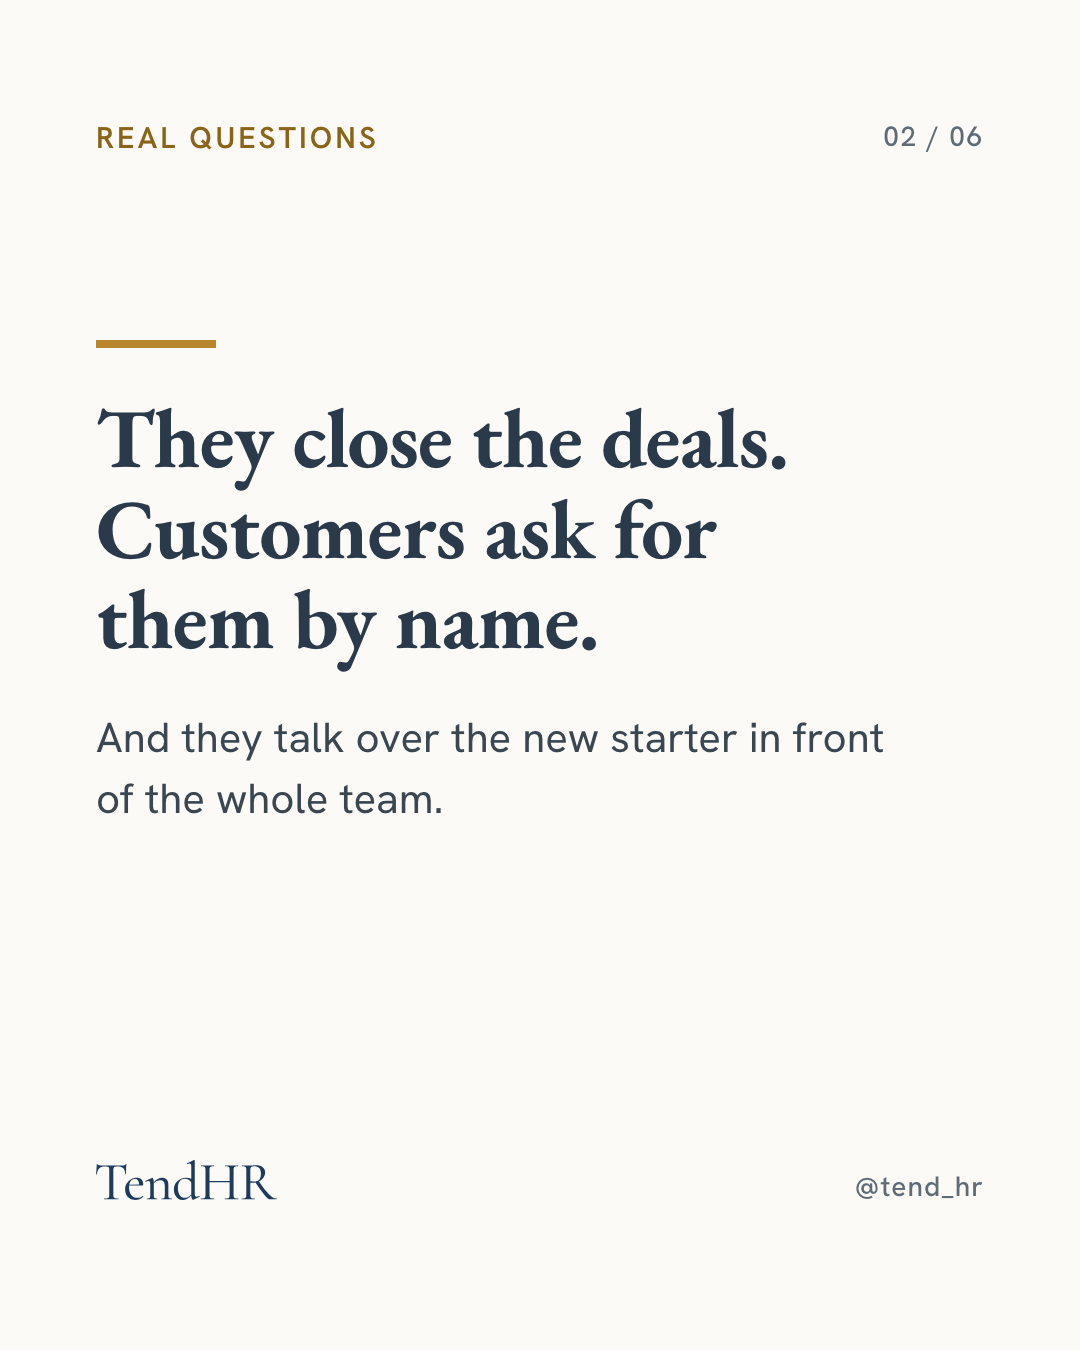 REAL QUESTIONS
02 / 06
They close the deals.
Customers ask for
them by name.
And they talk over the new starter in front
of the whole team.
TendHR
@tend_hr